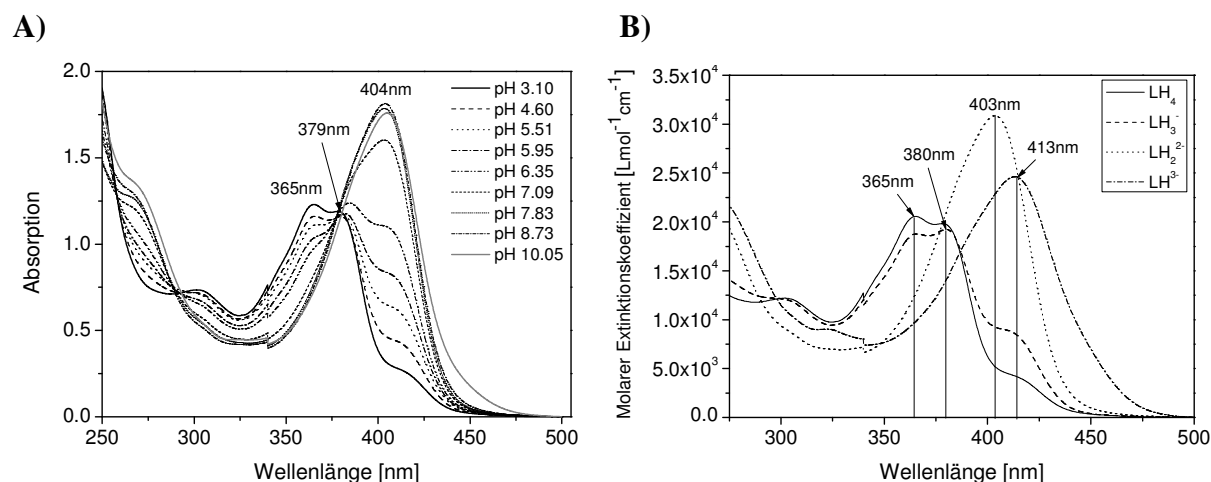 A)
2.0
1.5
1.0
0.5
0.0
Absorption
250 300 350 400 450 500
Wellenlänge [nm]
404nm
379nm
365nm
pH 3.10
pH 4.60
pH 5.51
pH 5.95
pH 6.35
pH 7.09
pH 7.83
pH 8.73
pH 10.05
B)
3.5x10⁴
3.0x10⁴
2.5x10⁴
2.0x10⁴
1.5x10⁴
1.0x10⁴
5.0x10³
0.0
Molarer Extinktionskoeffizient [Lmol⁻¹cm⁻¹]
300 350 400 450 500
Wellenlänge [nm]
403nm
380nm
413nm
365nm
LH₄
LH₃⁻
LH₂²⁻
LH³⁻